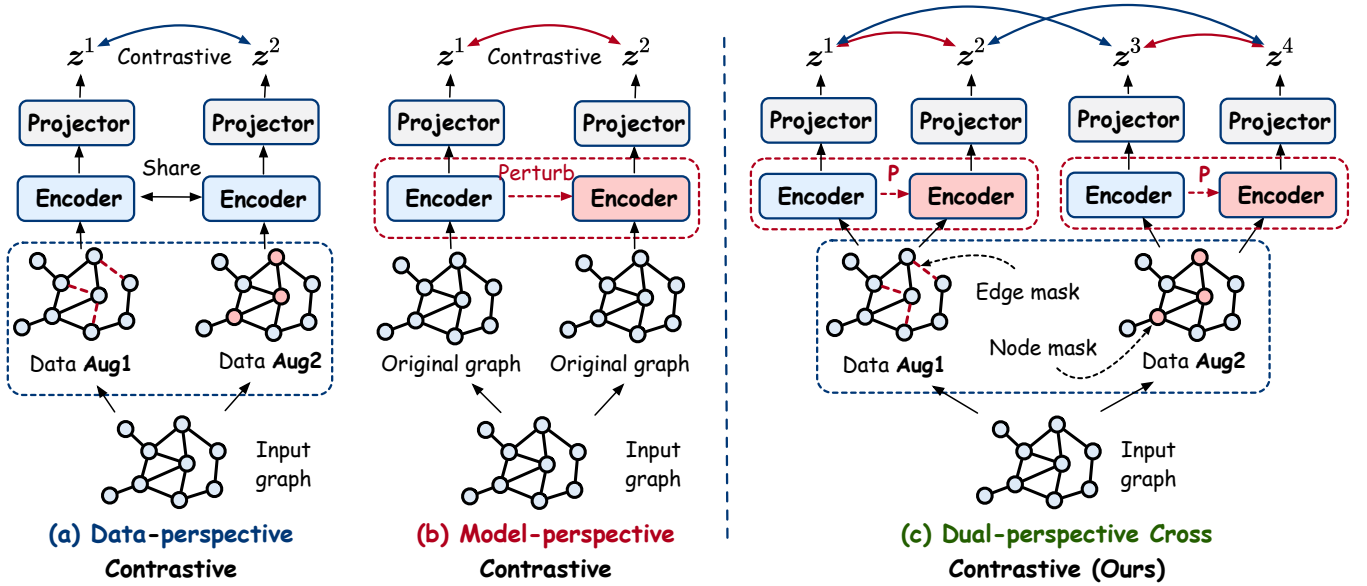 z¹ Contrastive z²
Projector Projector
Share
Encoder Encoder
Data Aug1 Data Aug2
Input
graph
(a) Data-perspective
Contrastive
z¹ Contrastive z²
Projector Projector
Perturb
Encoder Encoder
Original graph Original graph
Input
graph
(b) Model-perspective
Contrastive
z¹ z² z³ z⁴
Projector Projector Projector Projector
P P
Encoder Encoder Encoder Encoder
Edge mask
Node mask
Data Aug1 Data Aug2
Input
graph
(c) Dual-perspective Cross
Contrastive (Ours)